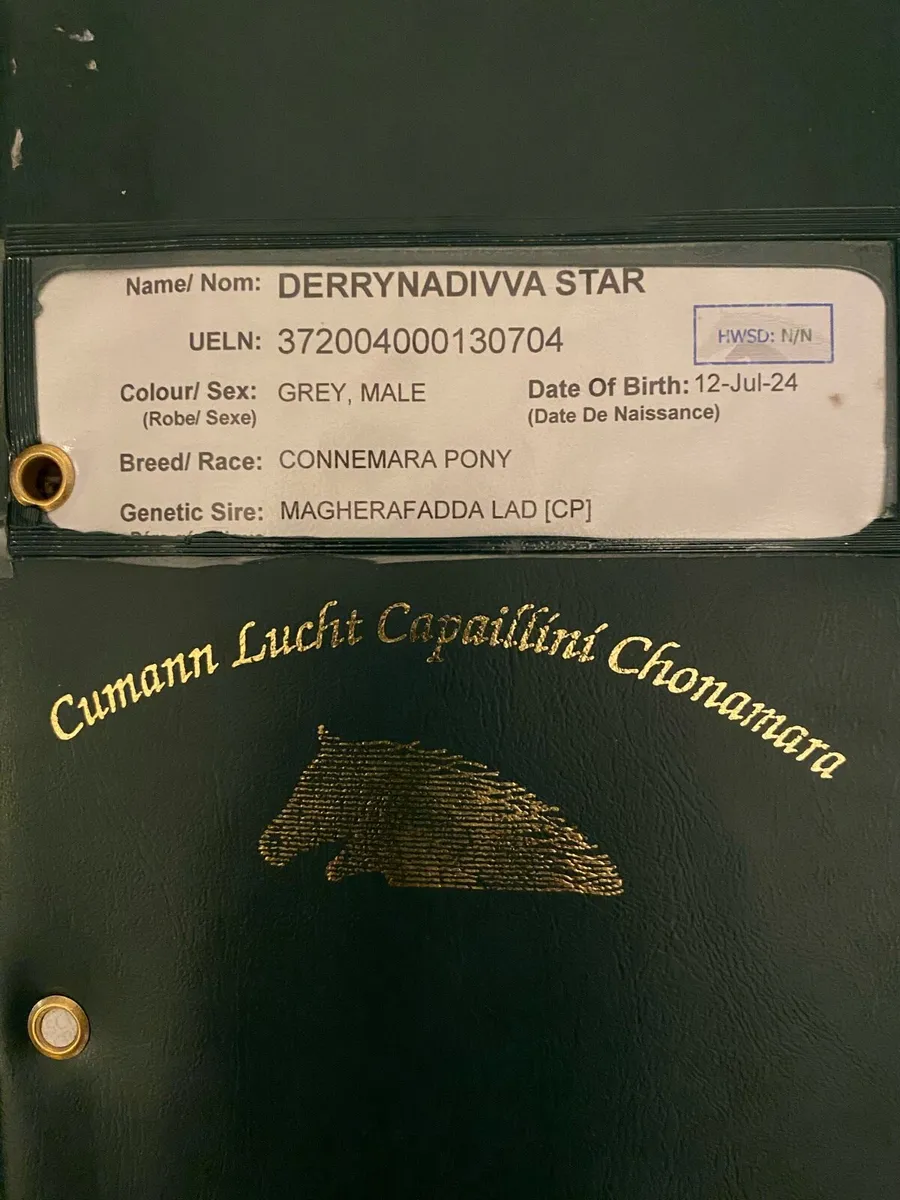 Name/ Nom: DERRYNADIVVA STAR
UELN: 372004000130704
HWSD: N/N
Colour/ Sex: GREY, MALE
(Robe/ Sexe)
Date Of Birth: 12-Jul-24
(Date De Naissance)
Breed/ Race: CONNEMARA PONY
Genetic Sire: MAGHERAFADDA LAD [CP]
Cumann Lucht Capaillíní Chonamara